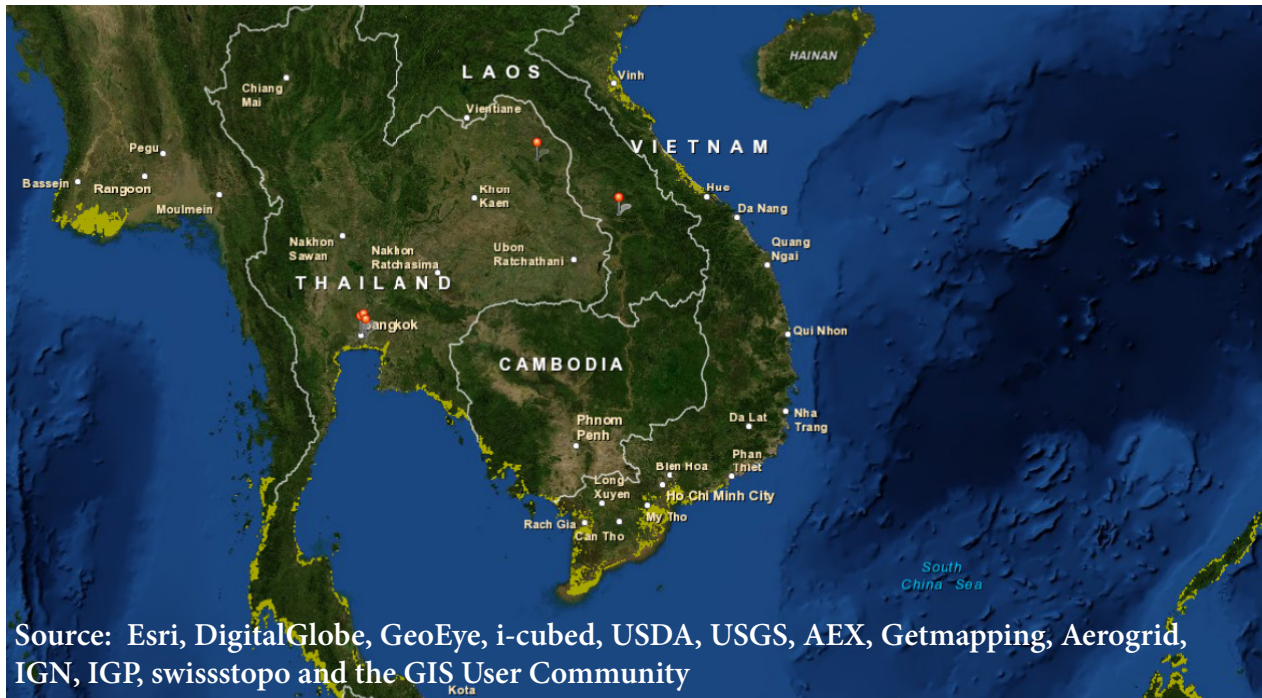 HAINAN
LAOS
Vinh
Chiang
Mai
Vientiane
Pegu
VIETNAM
Bassein
Rangoon
Khon
Kaen
Hue
Moulmein
Da Nang
Nakhon
Sawan
Nakhon
Ratchasima
Ubon
Ratchathani
Quang
Ngai
THAILAND
Bangkok
Qui Nhon
CAMBODIA
Phnom
Penh
Da Lat
Nha
Trang
Phan
Thiet
Bien Hoa
Long
Xuyen
Ho Chi Minh City
My Tho
Rach Gia
Can Tho
South
China Sea
Source: Esri, DigitalGlobe, GeoEye, i-cubed, USDA, USGS, AEX, Getmapping, Aerogrid,
IGN, IGP, swissstopo and the GIS User Community
Kota